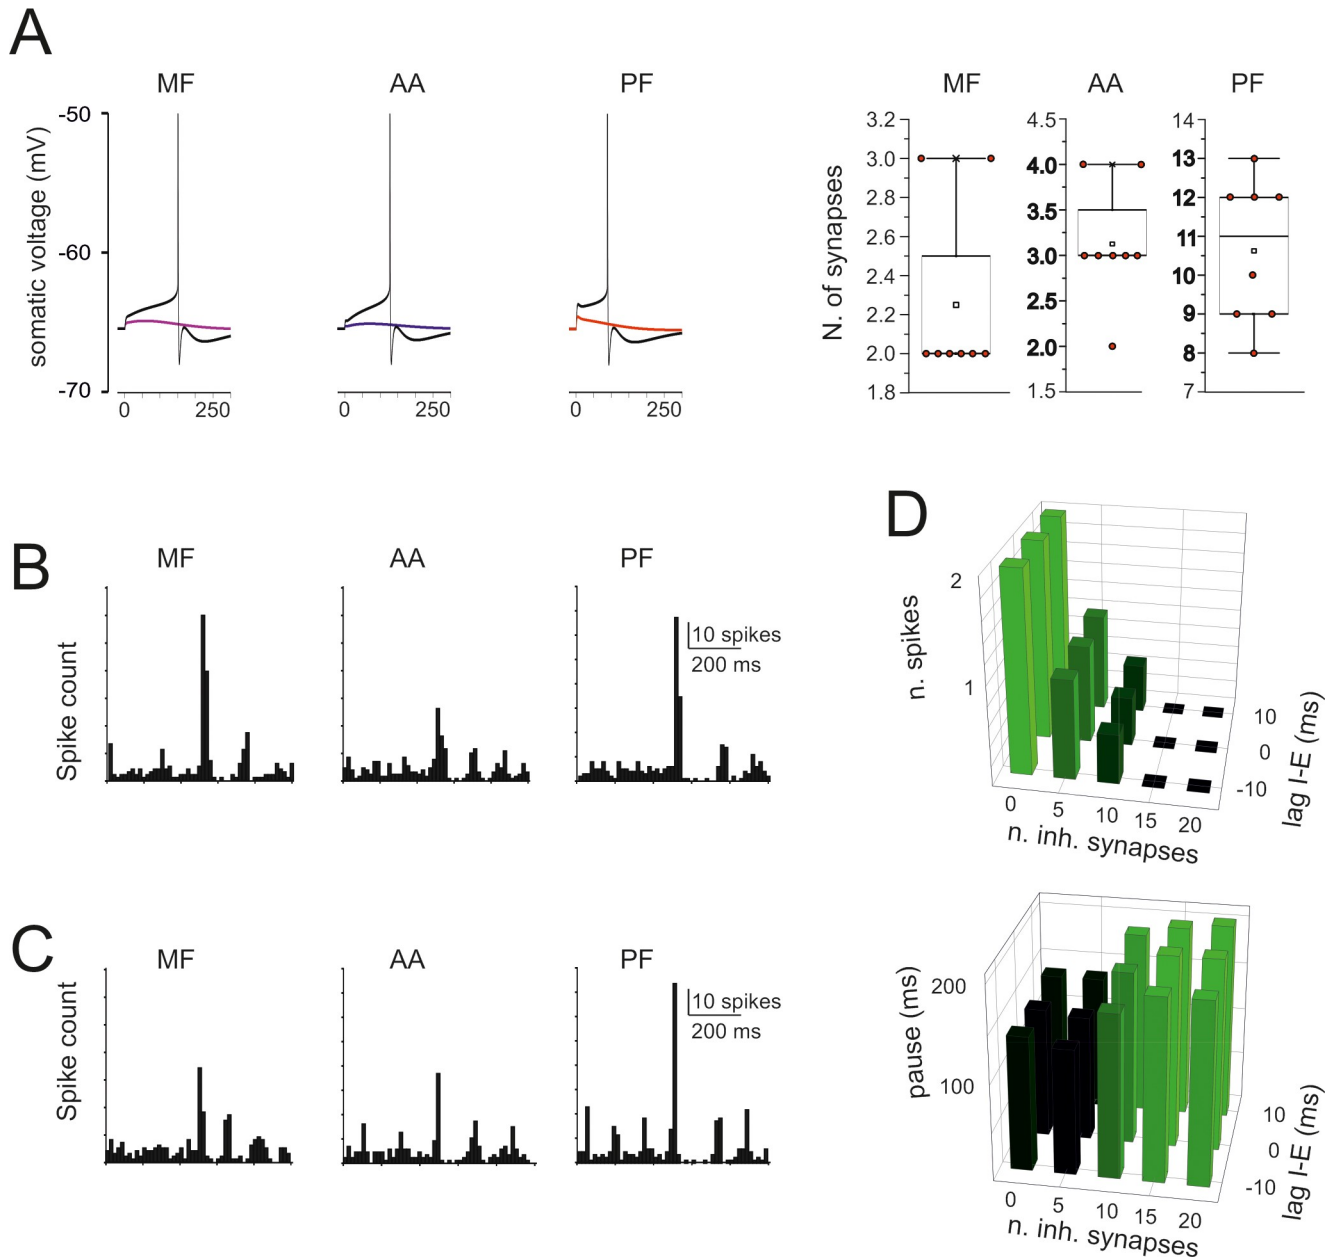 A
MF AA PF
somatic voltage (mV)
-50
-60
-70
0 250 0 250 0 250
MF AA PF
N. of synapses
3.2
3.0
2.8
2.6
2.4
2.2
2.0
1.8
4.5
4.0
3.5
3.0
2.5
2.0
1.5
14
13
12
11
10
9
8
7
B
MF AA PF
Spike count
10 spikes
200 ms
C
MF AA PF
Spike count
10 spikes
200 ms
D
n. spikes
2
1
0 5 10 15 20
n. inh. synapses
10
0
-10
lag I-E (ms)
pause (ms)
200
100
0 5 10 15 20
n. inh. synapses
10
0
-10
lag I-E (ms)